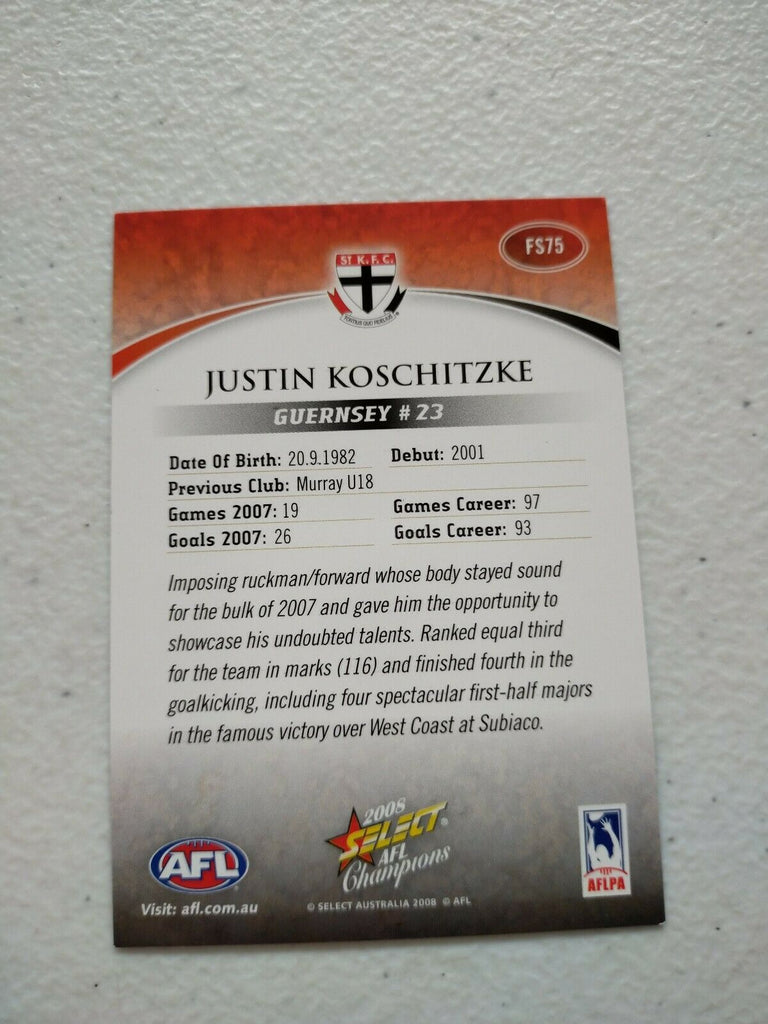 FS75
ST K.F.C.
FORTIUS QUO FIDELIUS
JUSTIN KOSCHITZKE
GUERNSEY # 23
Date Of Birth: 20.9.1982 Debut: 2001
Previous Club: Murray U18
Games 2007: 19 Games Career: 97
Goals 2007: 26 Goals Career: 93
Imposing ruckman/forward whose body stayed sound
for the bulk of 2007 and gave him the opportunity to
showcase his undoubted talents. Ranked equal third
for the team in marks (116) and finished fourth in the
goalkicking, including four spectacular first-half majors
in the famous victory over West Coast at Subiaco.
2008
SELECT®
AFL
Champions
AFL
AFLPA
Visit: afl.com.au
© SELECT AUSTRALIA 2008 © AFL